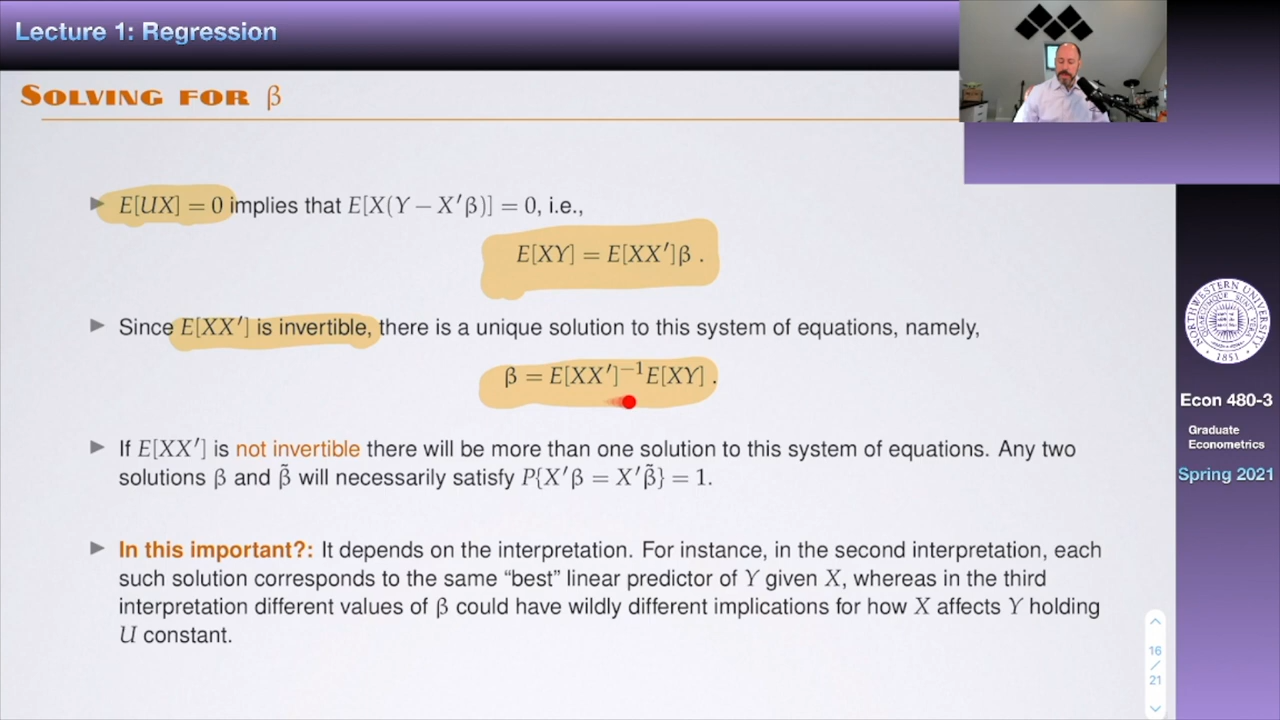 Lecture 1: Regression
SOLVING FOR β
E[UX] = 0 implies that E[X(Y − X′β)] = 0, i.e.,
E[XY] = E[XX′]β .
Since E[XX′] is invertible, there is a unique solution to this system of equations, namely,
β = E[XX′]⁻¹E[XY] .
If E[XX′] is not invertible there will be more than one solution to this system of equations. Any two
solutions β and β̃ will necessarily satisfy P{X′β = X′β̃} = 1.
In this important?: It depends on the interpretation. For instance, in the second interpretation, each
such solution corresponds to the same “best” linear predictor of Y given X, whereas in the third
interpretation different values of β could have wildly different implications for how X affects Y holding
U constant.
NORTHWESTERN UNIVERSITY
1851
Econ 480-3
Graduate
Econometrics
Spring 2021
16
/
21